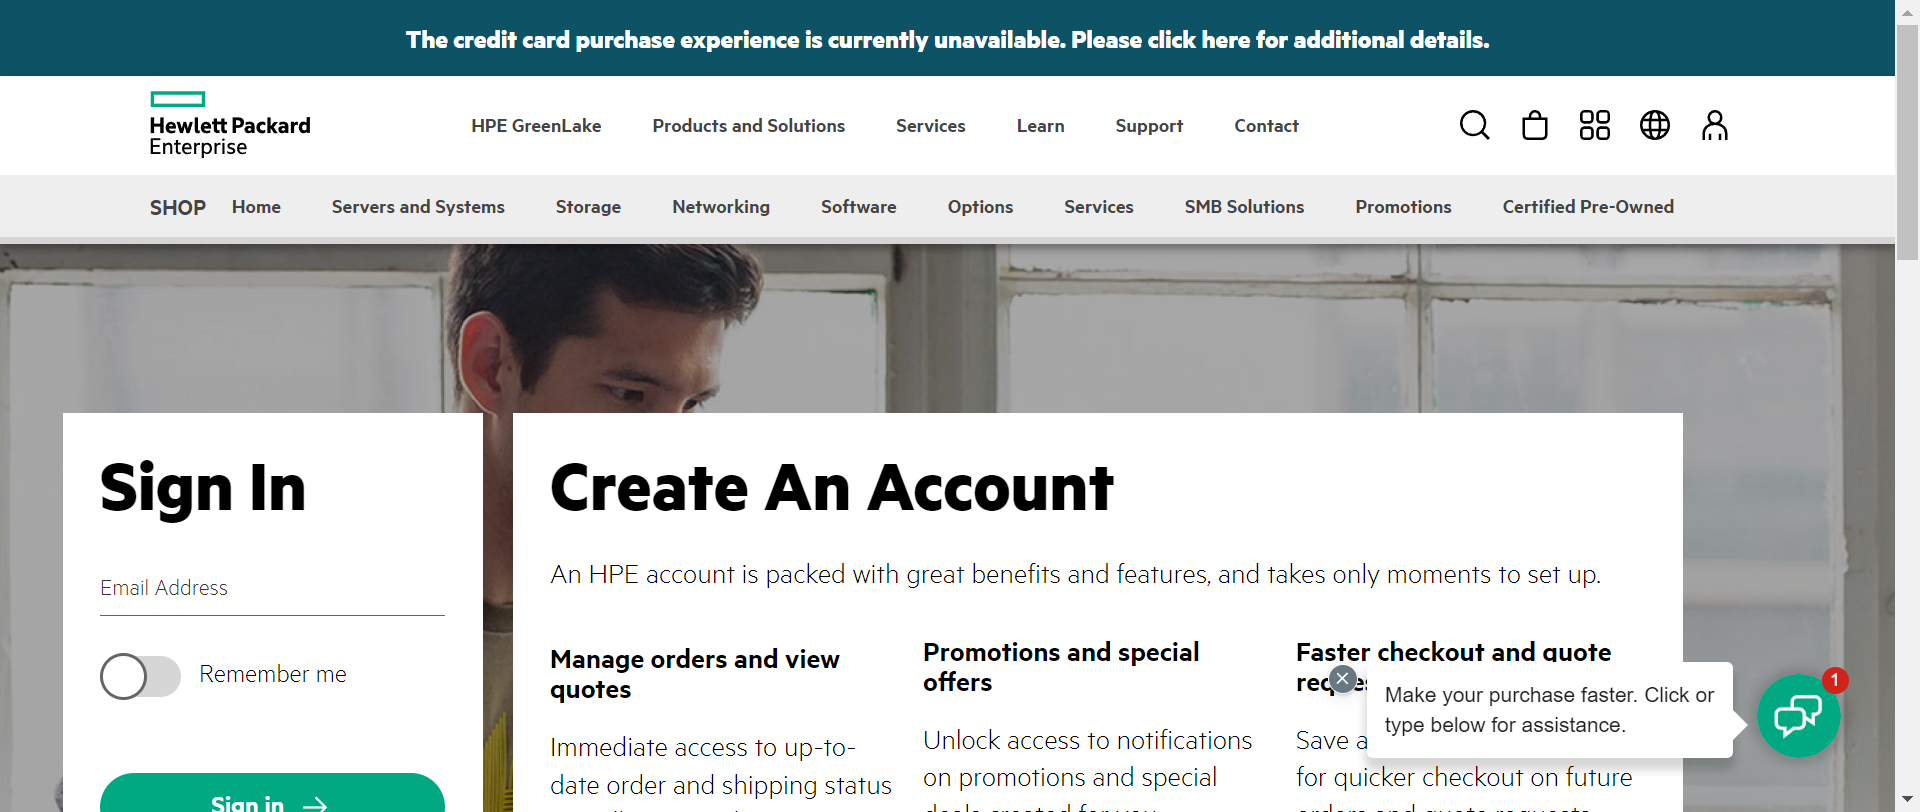 The credit card purchase experience is currently unavailable. Please click here for additional details.
Hewlett Packard
Enterprise
HPE GreenLake
Products and Solutions
Services
Learn
Support
Contact
SHOP
Home
Servers and Systems
Storage
Networking
Software
Options
Services
SMB Solutions
Promotions
Certified Pre-Owned
Sign In
Email Address
Remember me
Sign in
Create An Account
An HPE account is packed with great benefits and features, and takes only moments to set up.
Manage orders and view
quotes
Immediate access to up-to-
date order and shipping status
Promotions and special
offers
Unlock access to notifications
on promotions and special
Faster checkout and quote
Save
for quicker checkout on future
Make your purchase faster. Click or
type below for assistance.
1